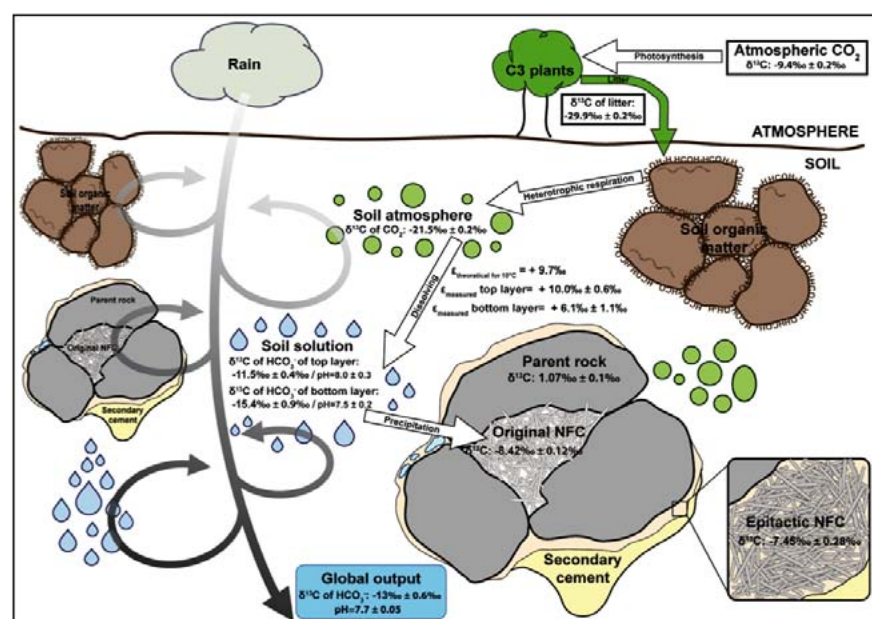 Rain
C3 plants
Photosynthesis
Atmospheric CO₂
δ¹³C: -9.4‰ ± 0.2‰
Litter
δ¹³C of litter:
-29.9‰ ± 0.2‰
ATMOSPHERE
SOIL
Soil organic
matter
Heterotrophic respiration
Soil atmosphere
δ¹³C of CO₂: -21.5‰ ± 0.2‰
Soil organic
matter
Dissolving
εtheoretical for 10°C = + 9.7‰
εmeasured top layer= + 10.0‰ ± 0.6‰
εmeasured bottom layer= + 6.1‰ ± 1.1‰
Parent rock
Original NFC
Secondary
cement
Soil solution
δ¹³C of HCO₃⁻ of top layer:
-11.5‰ ± 0.4‰ / pH=8.0 ± 0.3
δ¹³C of HCO₃⁻ of bottom layer:
-15.4‰ ± 0.9‰ / pH=7.5 ± 0.2
Precipitation
Parent rock
δ¹³C: 1.07‰ ± 0.1‰
Original NFC
δ¹³C: -8.42‰ ± 0.12‰
Secondary
cement
Epitactic NFC
δ¹³C: -7.45‰ ± 0.28‰
Global output
δ¹³C of HCO₃⁻: -13‰ ± 0.6‰
pH=7.7 ± 0.05